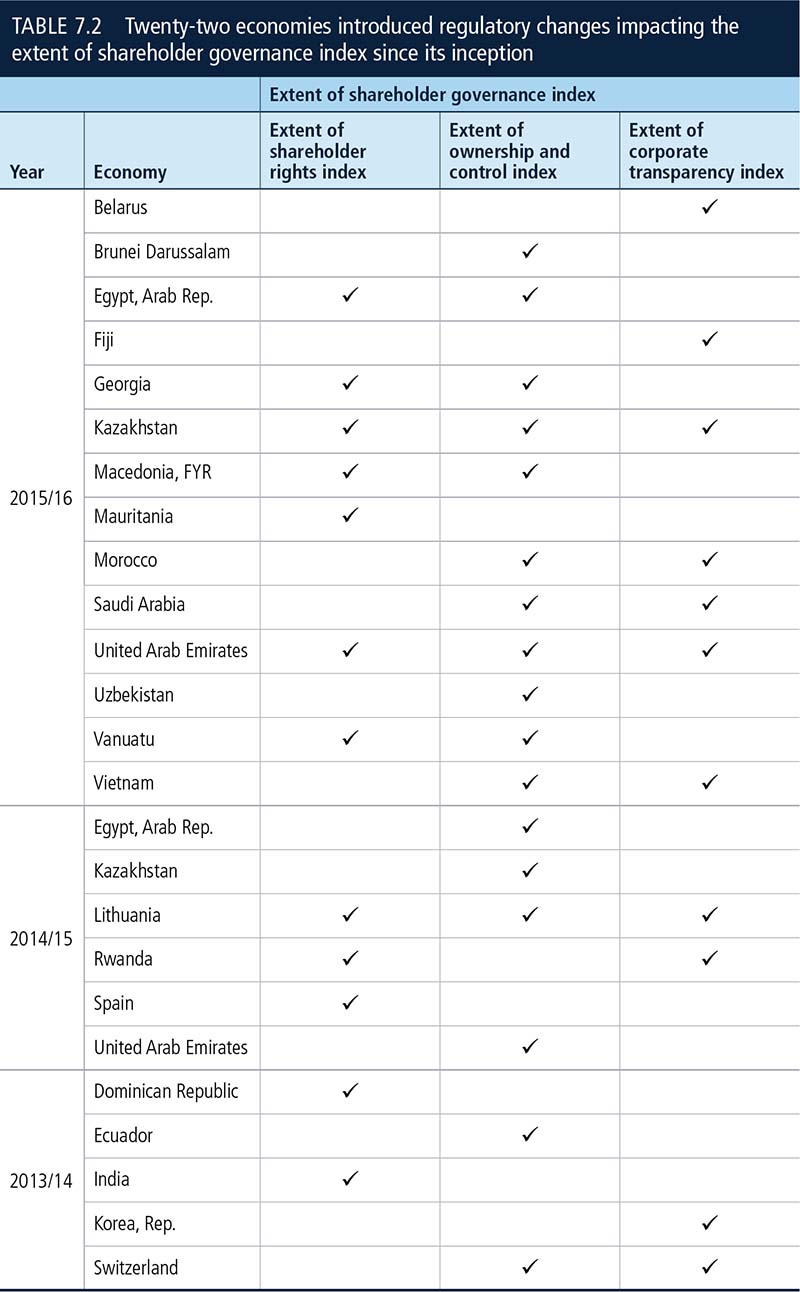 TABLE 7.2 Twenty-two economies introduced regulatory changes impacting the
extent of shareholder governance index since its inception
Extent of shareholder governance index
Year Economy Extent of shareholder rights index Extent of ownership and control index Extent of corporate transparency index
2015/16
Belarus ✓
Brunei Darussalam ✓
Egypt, Arab Rep. ✓ ✓
Fiji ✓
Georgia ✓ ✓
Kazakhstan ✓ ✓ ✓
Macedonia, FYR ✓ ✓
Mauritania ✓
Morocco ✓ ✓
Saudi Arabia ✓ ✓
United Arab Emirates ✓ ✓ ✓
Uzbekistan ✓
Vanuatu ✓ ✓
Vietnam ✓ ✓
2014/15
Egypt, Arab Rep. ✓
Kazakhstan ✓
Lithuania ✓ ✓ ✓
Rwanda ✓ ✓
Spain ✓
United Arab Emirates ✓
2013/14
Dominican Republic ✓
Ecuador ✓
India ✓
Korea, Rep. ✓
Switzerland ✓ ✓